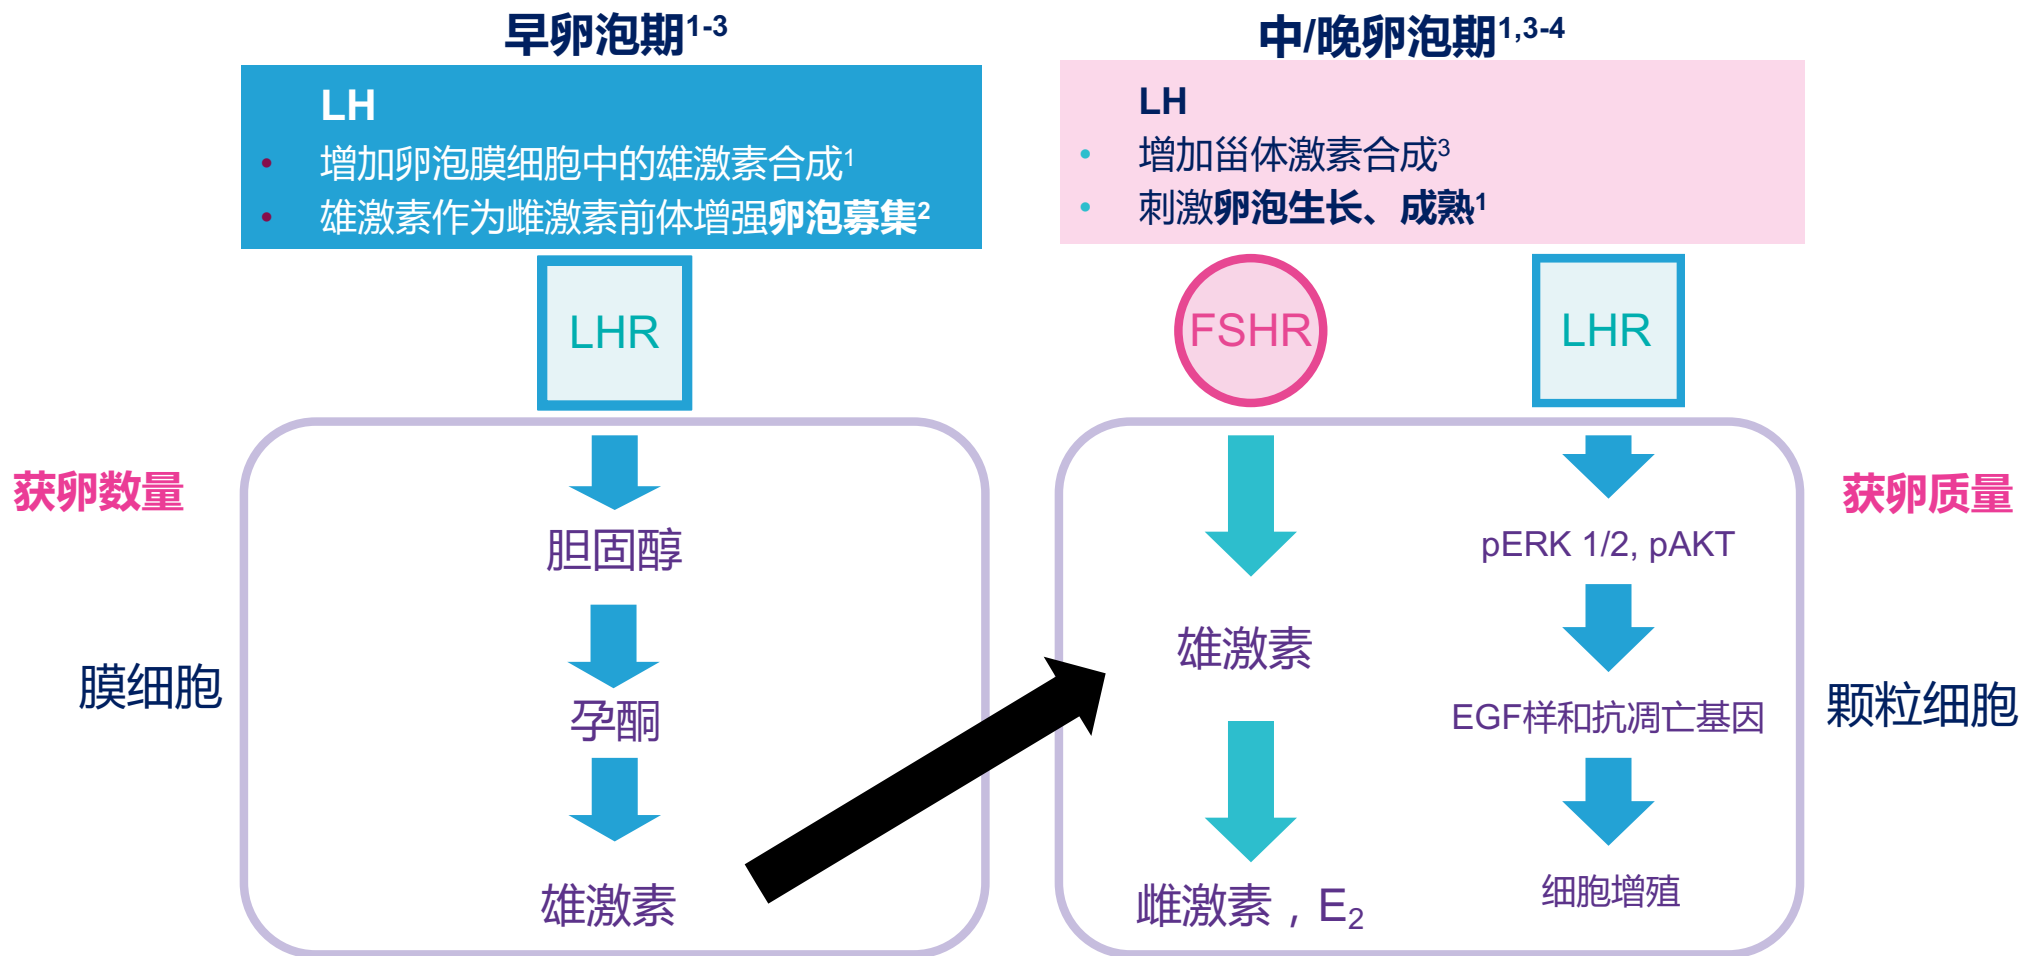 早卵泡期1-3
LH
• 增加卵泡膜细胞中的雄激素合成1
• 雄激素作为雌激素前体增强卵泡募集2
LHR
获卵数量
膜细胞
胆固醇
孕酮
雄激素
中/晚卵泡期1,3-4
LH
• 增加甾体激素合成3
• 刺激卵泡生长、成熟1
FSHR
雄激素
雌激素，E2
LHR
pERK 1/2, pAKT
EGF样和抗凋亡基因
细胞增殖
获卵质量
颗粒细胞